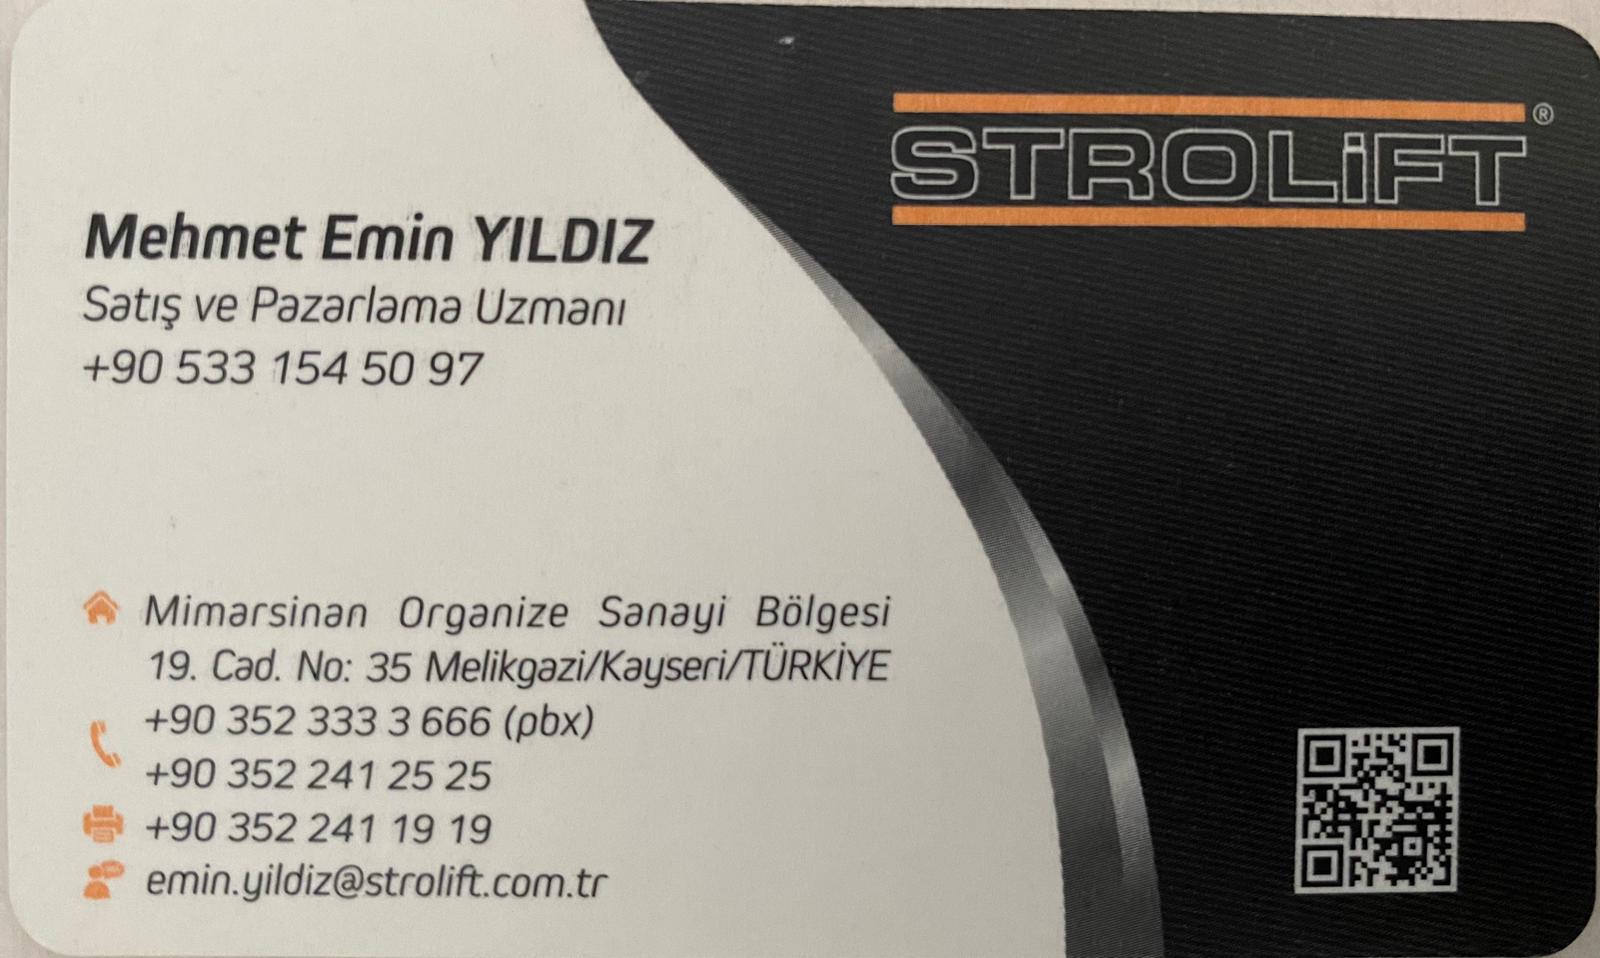 STROLiFT®
Mehmet Emin YILDIZ
Satış ve Pazarlama Uzmanı
+90 533 154 50 97
Mimarsinan Organize Sanayi Bölgesi
19. Cad. No: 35 Melikgazi/Kayseri/TÜRKİYE
+90 352 333 3 666 (pbx)
+90 352 241 25 25
+90 352 241 19 19
emin.yildiz@strolift.com.tr